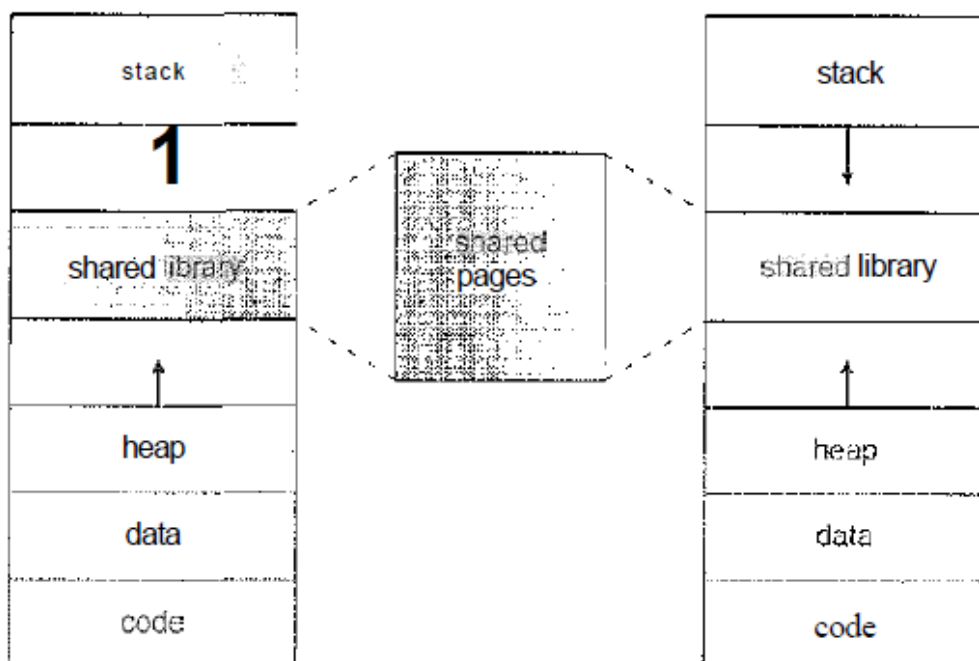 stack
1
shared library
heap
data
code
shared
pages
stack
shared library
heap
data
code